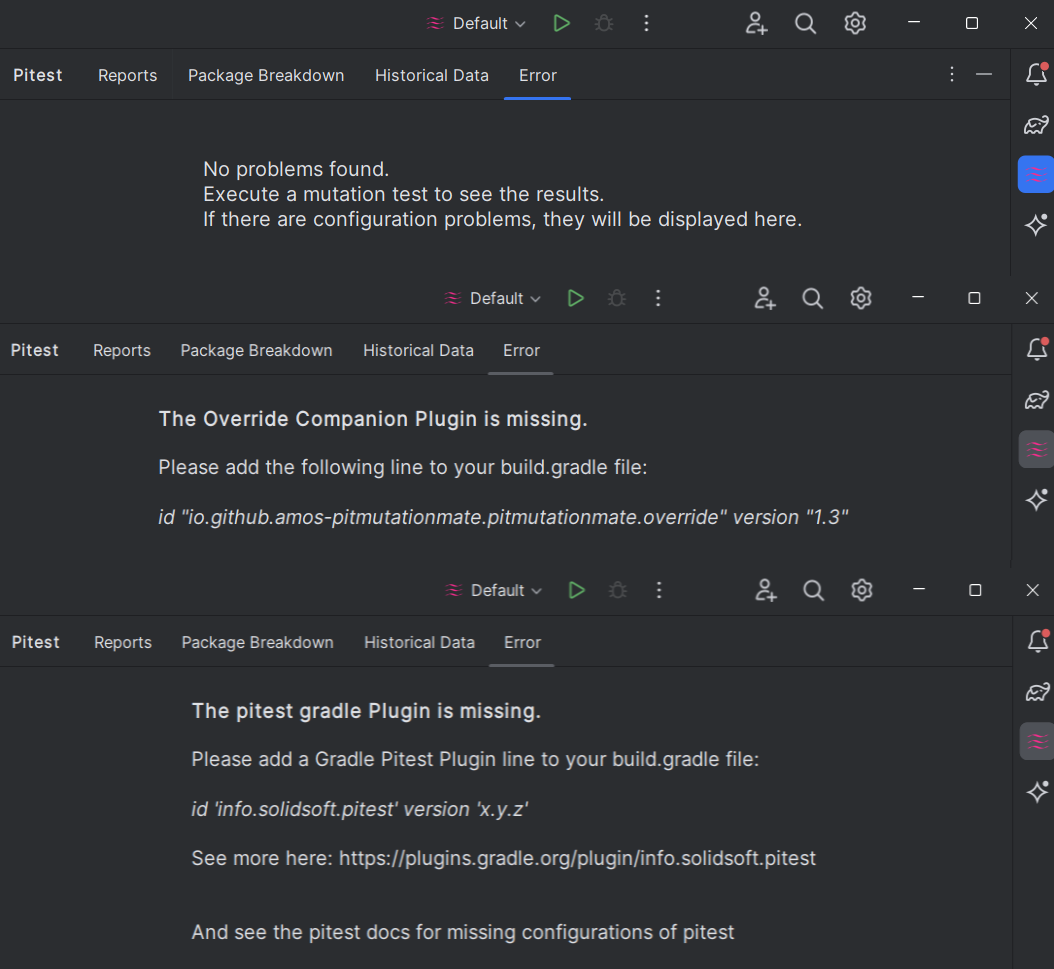 Default
Pitest Reports Package Breakdown Historical Data Error
No problems found.
Execute a mutation test to see the results.
If there are configuration problems, they will be displayed here.
Default
Pitest Reports Package Breakdown Historical Data Error
The Override Companion Plugin is missing.
Please add the following line to your build.gradle file:
id "io.github.amos-pitmutationmate.pitmutationmate.override" version "1.3"
Default
Pitest Reports Package Breakdown Historical Data Error
The pitest gradle Plugin is missing.
Please add a Gradle Pitest Plugin line to your build.gradle file:
id 'info.solidsoft.pitest' version 'x.y.z'
See more here: https://plugins.gradle.org/plugin/info.solidsoft.pitest
And see the pitest docs for missing configurations of pitest